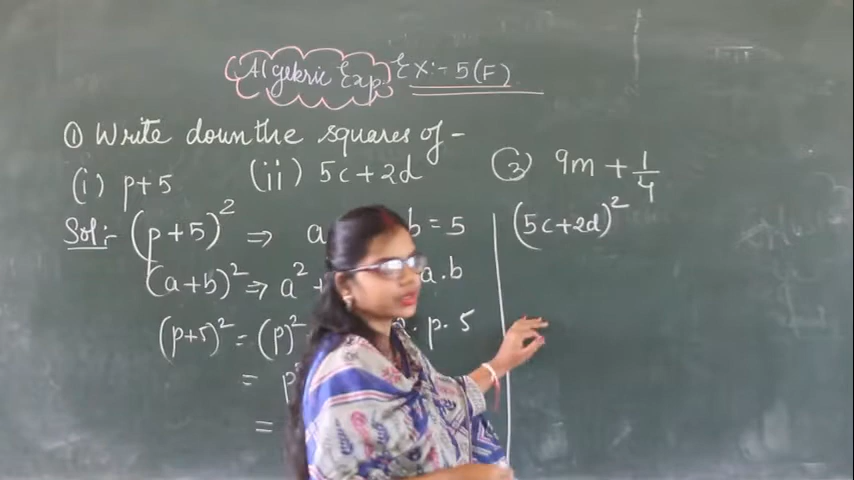 Algebric Exp. Ex:- 5(F)
① Write down the squares of -
(i) p+5 (ii) 5c+2d ③ 9m + 1/4
Sol:- (p+5)² ⇒ a b = 5
(a+b)² ⇒ a² + a.b
(p+5)² = (p)² 2 . p . 5
= p
=
(5c+2d)²